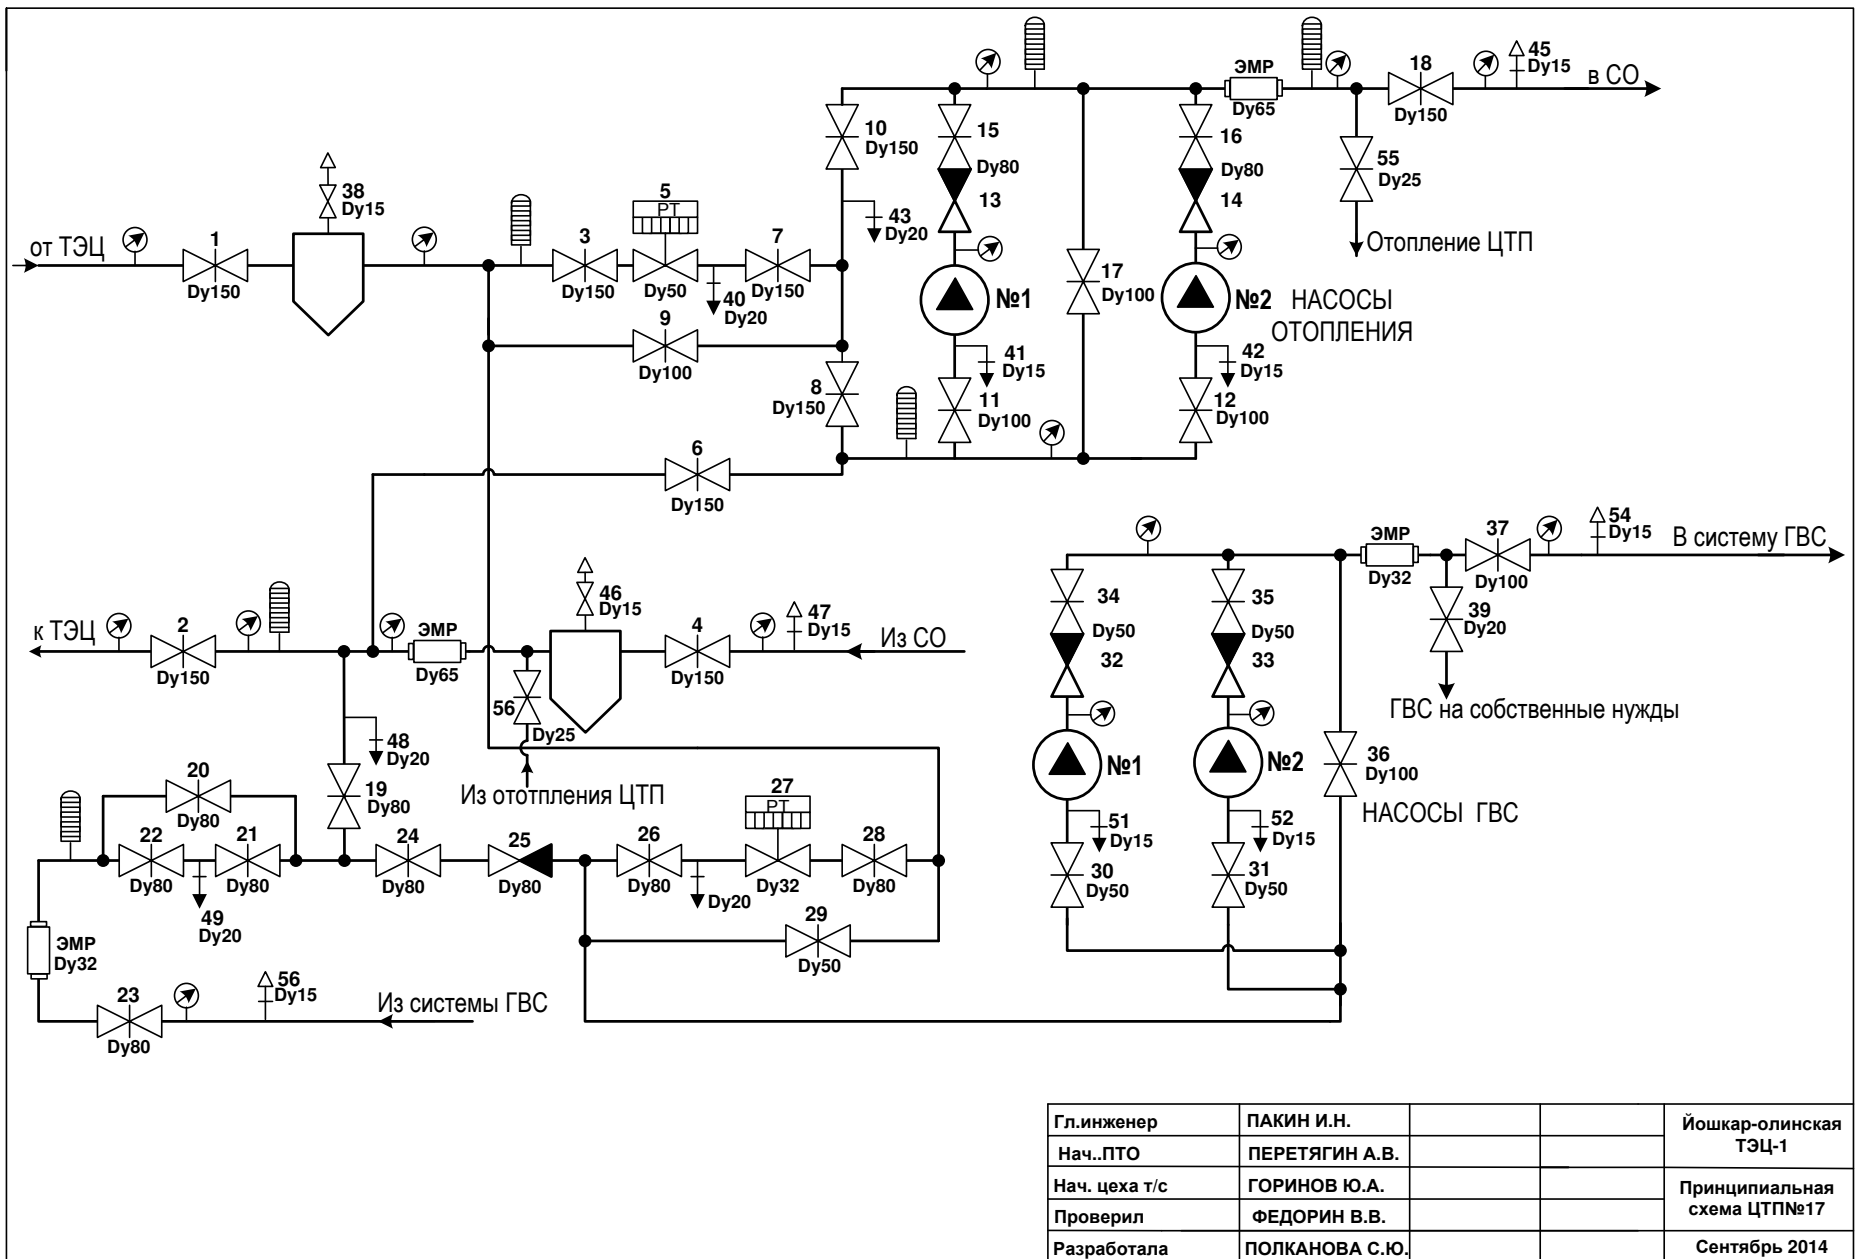 от ТЭЦ
1
Dy150
38
Dy15
3
Dy150
5
РТ
Dy50
40
Dy20
7
Dy150
9
Dy100
8
Dy150
6
Dy150
10
Dy150
43
Dy20
15
Dy80
13
№1
41
Dy15
11
Dy100
17
Dy100
16
Dy80
14
№2
НАСОСЫ
ОТОПЛЕНИЯ
42
Dy15
12
Dy100
ЭМР
Dy65
18
Dy150
45
Dy15
в СО
55
Dy25
Отопление ЦТП
к ТЭЦ
2
Dy150
ЭМР
Dy65
46
Dy15
4
Dy150
47
Dy15
Из СО
56
Dy25
Из ототпления ЦТП
48
Dy20
19
Dy80
20
Dy80
22
Dy80
21
Dy80
49
Dy20
24
Dy80
25
Dy80
26
Dy80
Dy20
27
РТ
Dy32
28
Dy80
29
Dy50
ЭМР
Dy32
23
Dy80
56
Dy15
Из системы ГВС
34
Dy50
32
№1
51
Dy15
30
Dy50
35
Dy50
33
№2
52
Dy15
31
Dy50
36
Dy100
НАСОСЫ ГВС
ЭМР
Dy32
37
Dy100
54
Dy15
В систему ГВС
39
Dy20
ГВС на собственные нужды
Гл.инженер ПАКИН И.Н.
Нач..ПТО ПЕРЕТЯГИН А.В.
Нач. цеха т/с ГОРИНОВ Ю.А.
Проверил ФЕДОРИН В.В.
Разработала ПОЛКАНОВА С.Ю.
Йошкар-олинская
ТЭЦ-1
Принципиальная
схема ЦТП№17
Сентябрь 2014